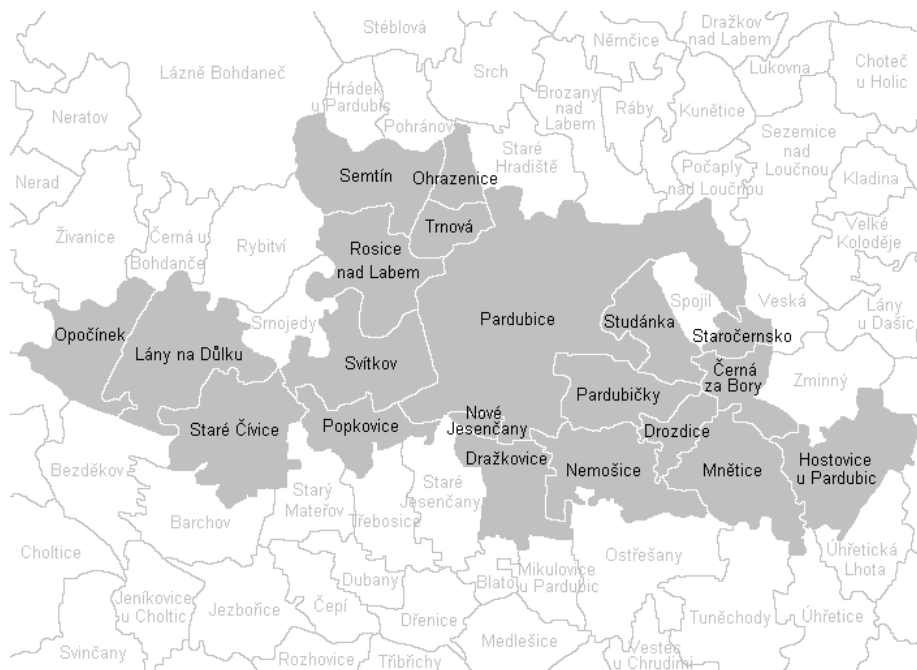 Stéblová
Němčice
Dražkov
nad Labem
Lázně Bohdaneč
Hrádek
u Pardubic
Srch
Lukovna
Choteč
u Holic
Neratov
Pohránov
Brozany
nad
Labem
Ráby
Kunětice
Staré
Hradiště
Sezemice
nad
Loučnou
Nerad
Semtín
Ohrazenice
Počaply
nad Loučnou
Kladina
Živanice
Černá u
Bohdanče
Rybitví
Trnová
Velké
Koloděje
Rosice
nad Labem
Opočínek
Srnojedy
Pardubice
Studánka
Spojil
Veská
Lány
u Dašic
Staročernsko
Lány na Důlku
Svítkov
Černá
za Bory
Zminný
Pardubičky
Staré Čívice
Popkovice
Nové
Jesenčany
Drozdice
Bezděkov
Dražkovice
Nemošice
Mnětice
Hostovice
u Pardubic
Starý
Mateřov
Třebosice
Staré
Jesenčany
Barchov
Choltice
Ostřešany
Úhřetická
Lhota
Dubany
Blato
Mikulovice
u Pardubic
Jeníkovice
u Choltic
Jezbořice
Čepí
Dřenice
Tuněchody
Úhřetice
Svinčany
Rozhovice
Třibřichy
Medlešice
Vestec
u Chrudimi